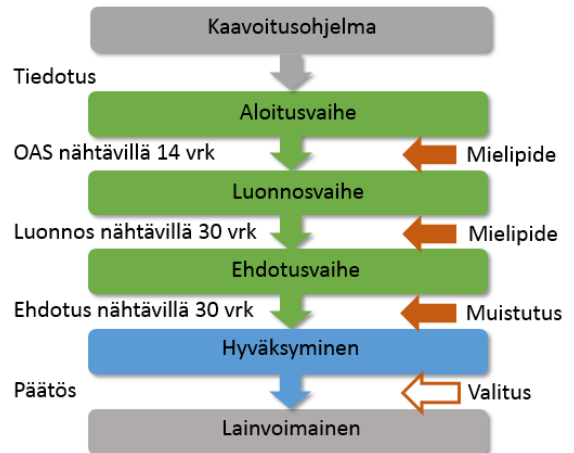 Kaavoitusohjelma
Tiedotus
Aloitusvaihe
OAS nähtävillä 14 vrk
Mielipide
Luonnosvaihe
Luonnos nähtävillä 30 vrk
Mielipide
Ehdotusvaihe
Ehdotus nähtävillä 30 vrk
Muistutus
Hyväksyminen
Päätös
Valitus
Lainvoimainen